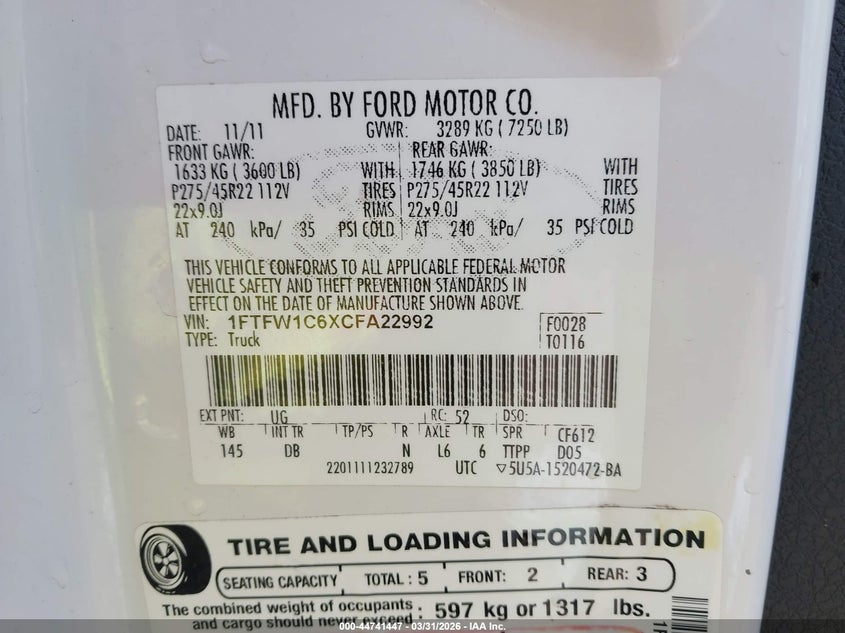 MFD. BY FORD MOTOR CO.
DATE: 11/11 GVWR: 3289 KG ( 7250 LB)
FRONT GAWR: REAR GAWR:
1633 KG ( 3600 LB) WITH 1746 KG ( 3850 LB) WITH
P275/45R22 112V TIRES P275/45R22 112V TIRES
22x9.0J RIMS 22x9.0J RIMS
AT 240 kPa/ 35 PSI COLD AT 240 kPa/ 35 PSI COLD
THIS VEHICLE CONFORMS TO ALL APPLICABLE FEDERAL MOTOR
VEHICLE SAFETY AND THEFT PREVENTION STANDARDS IN
EFFECT ON THE DATE OF MANUFACTURE SHOWN ABOVE.
VIN: 1FTFW1C6XCFA22992 F0028
TYPE: Truck T0116
EXT PNT: UG RC: 52 DSO:
WB INT TR TP/PS R AXLE TR SPR CF612
145 DB N L6 6 TTPP D05
2201111232789 UTC ▽5U5A-1520472-BA
TIRE AND LOADING INFORMATION
SEATING CAPACITY TOTAL : 5 FRONT: 2 REAR: 3
The combined weight of occupants
and cargo should never exceed : 597 kg or 1317 lbs.
000-44741447 - 03/31/2026 - IAA, Inc.